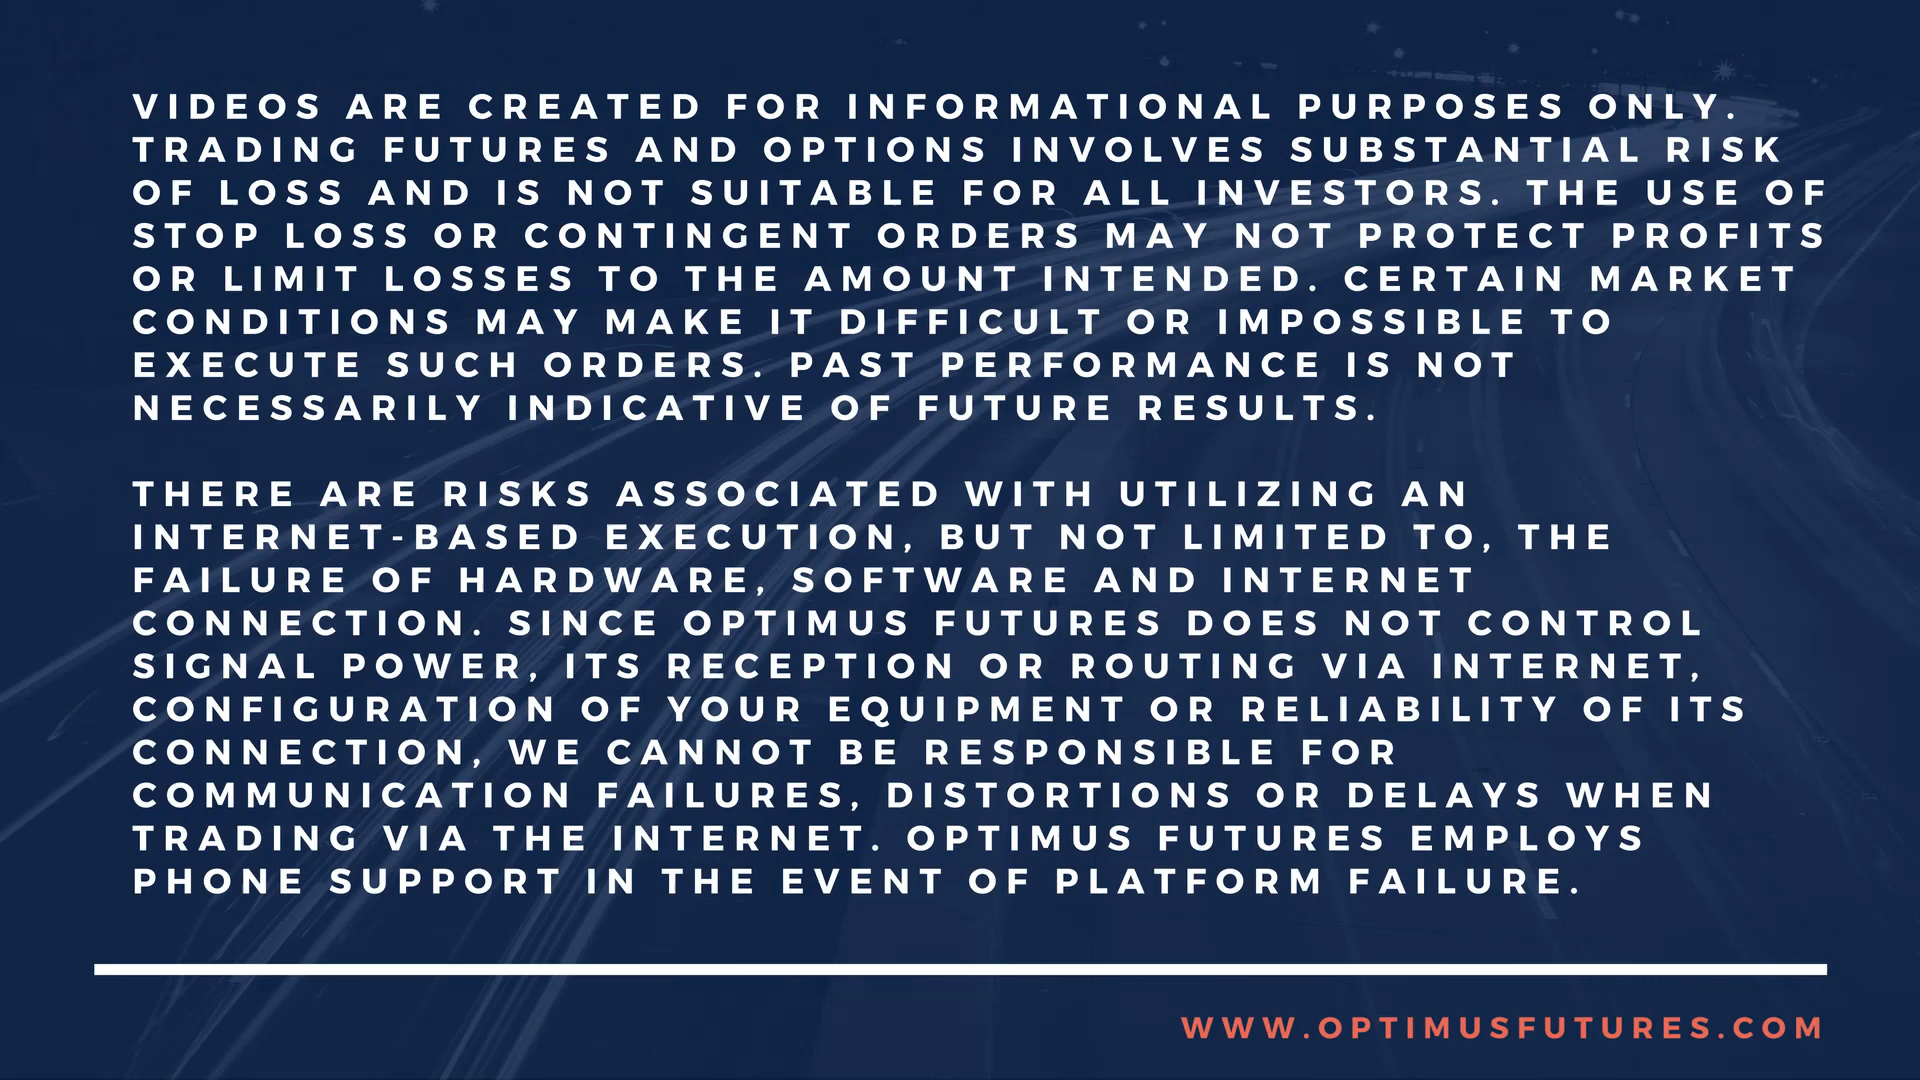 VIDEOS ARE CREATED FOR INFORMATIONAL PURPOSES ONLY.
TRADING FUTURES AND OPTIONS INVOLVES SUBSTANTIAL RISK
OF LOSS AND IS NOT SUITABLE FOR ALL INVESTORS. THE USE OF
STOP LOSS OR CONTINGENT ORDERS MAY NOT PROTECT PROFITS
OR LIMIT LOSSES TO THE AMOUNT INTENDED. CERTAIN MARKET
CONDITIONS MAY MAKE IT DIFFICULT OR IMPOSSIBLE TO
EXECUTE SUCH ORDERS. PAST PERFORMANCE IS NOT
NECESSARILY INDICATIVE OF FUTURE RESULTS.
THERE ARE RISKS ASSOCIATED WITH UTILIZING AN
INTERNET-BASED EXECUTION, BUT NOT LIMITED TO, THE
FAILURE OF HARDWARE, SOFTWARE AND INTERNET
CONNECTION. SINCE OPTIMUS FUTURES DOES NOT CONTROL
SIGNAL POWER, ITS RECEPTION OR ROUTING VIA INTERNET,
CONFIGURATION OF YOUR EQUIPMENT OR RELIABILITY OF ITS
CONNECTION, WE CANNOT BE RESPONSIBLE FOR
COMMUNICATION FAILURES, DISTORTIONS OR DELAYS WHEN
TRADING VIA THE INTERNET. OPTIMUS FUTURES EMPLOYS
PHONE SUPPORT IN THE EVENT OF PLATFORM FAILURE.
WWW.OPTIMUSFUTURES.COM